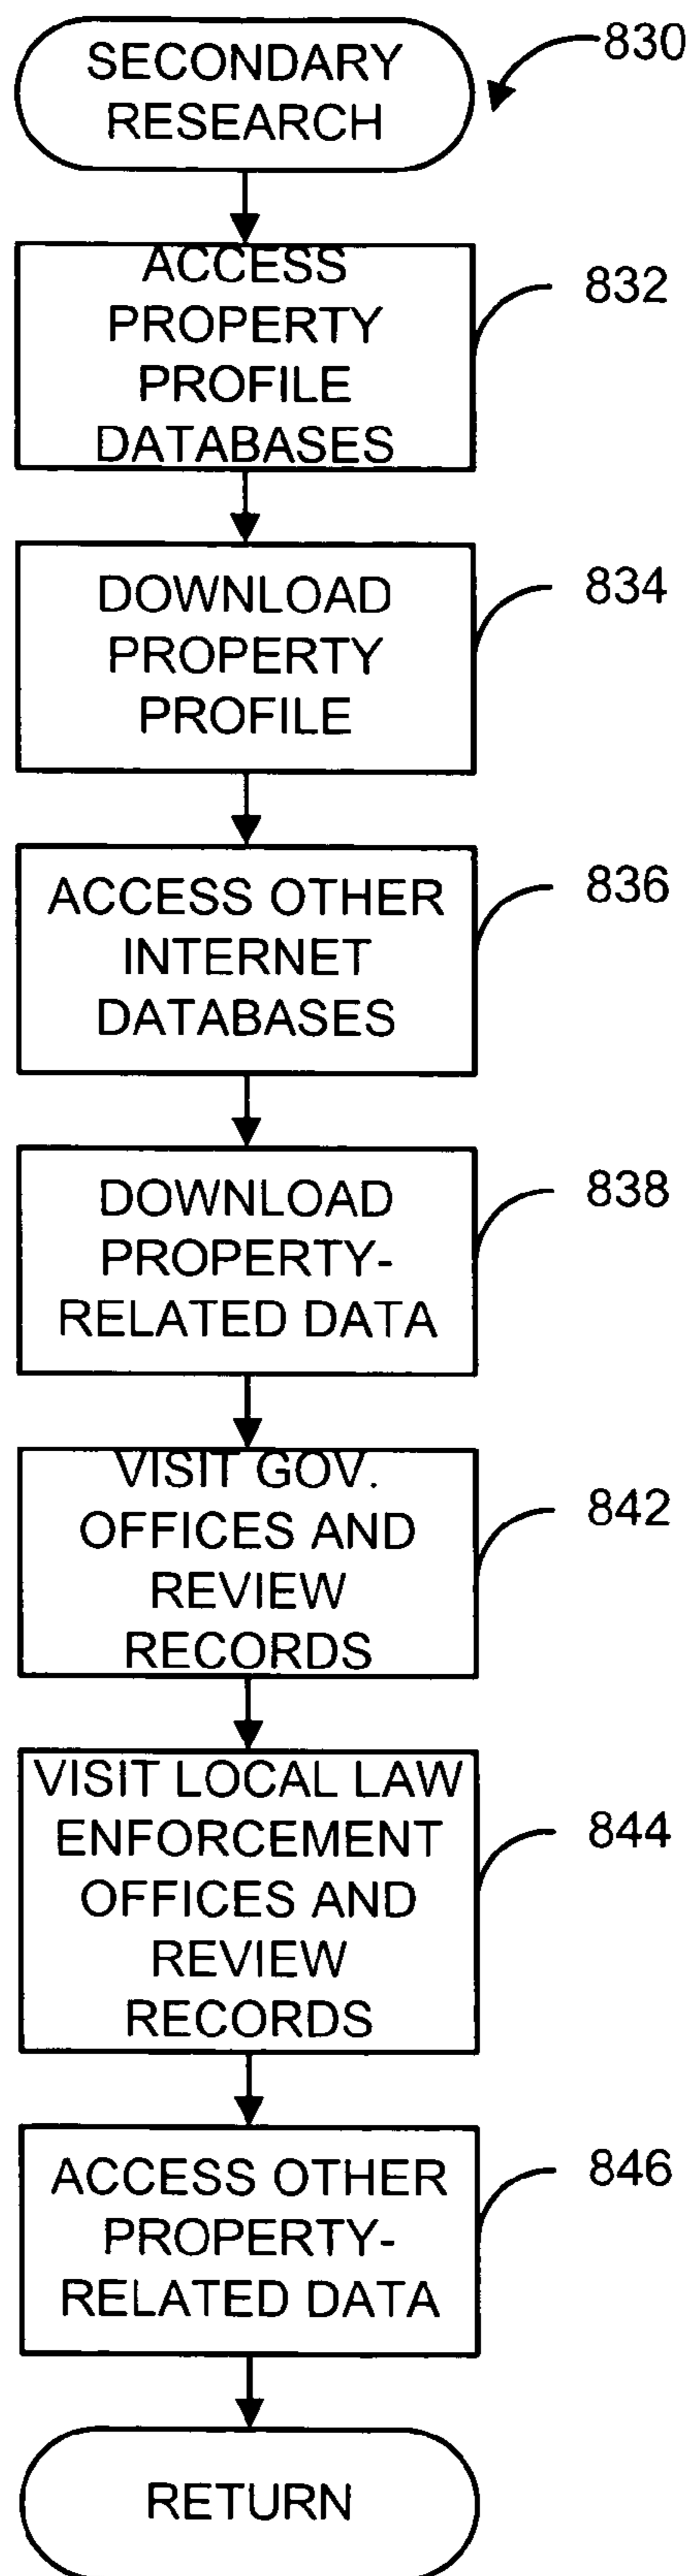 SECONDARY
RESEARCH
830
ACCESS
PROPERTY
PROFILE
DATABASES
832
DOWNLOAD
PROPERTY
PROFILE
834
ACCESS OTHER
INTERNET
DATABASES
836
DOWNLOAD
PROPERTY-
RELATED DATA
838
VISIT GOV.
OFFICES AND
REVIEW
RECORDS
842
VISIT LOCAL LAW
ENFORCEMENT
OFFICES AND
REVIEW
RECORDS
844
ACCESS OTHER
PROPERTY-
RELATED DATA
846
RETURN